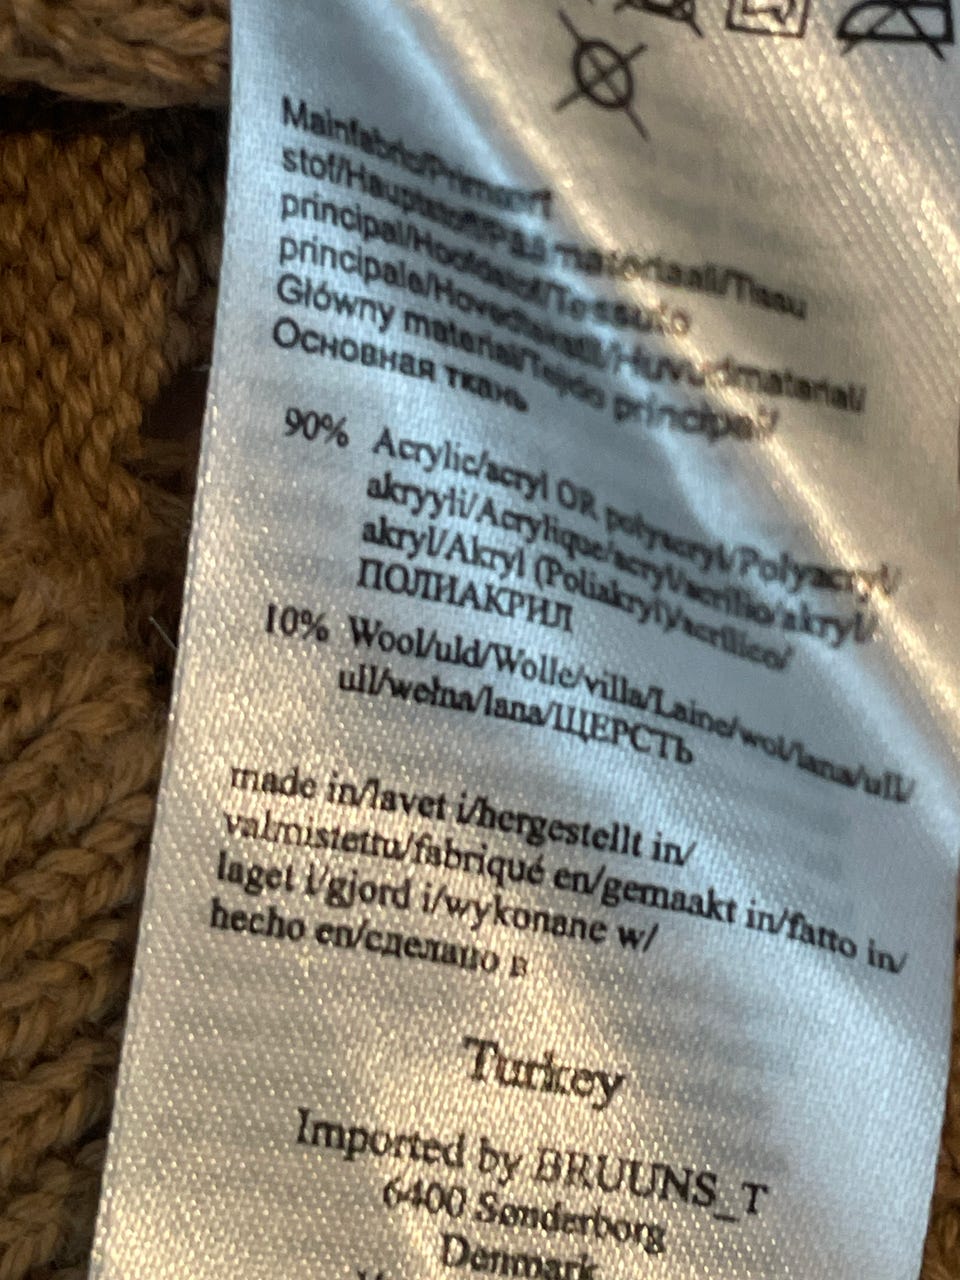 Mainfabric/Primært
stof/Hauptstoff/Pää materiaali/Tissu
principal/Hoofdstof/Tessuto
principale/Hovedmateriale/Huvudmaterial/
Główny materiał/Tejido principal/
Основная ткань
90% Acrylic/acryl OR polyacryl/Polyacryl/
akryyli/Acrylique/acryl/acrilio/akryl/
akryl/Akryl (Poliakryl)/acrílico/
ПОЛИАКРИЛ
10% Wool/uld/Wolle/villa/Laine/wol/lana/ull/
ull/wełna/lana/ЩЕРСТЬ
made in/lavet i/hergestellt in/
valmistettu/fabriqué en/gemaakt in/fatto in/
laget i/gjord i/wykonane w/
hecho en/сделано в
Turkey
Imported by BRUUNS_T
6400 Sønderborg
Denmark